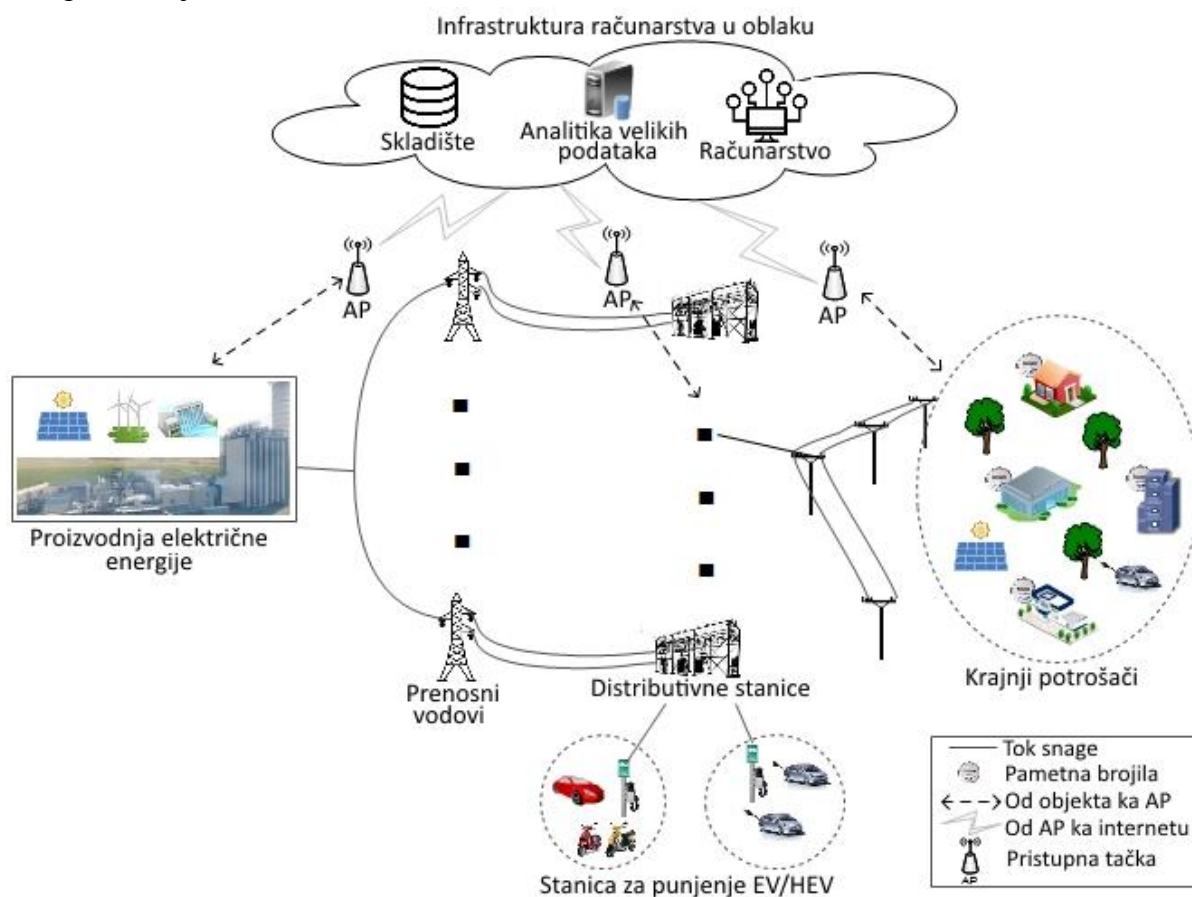 Infrastruktura računarstva u oblaku
Skladište
Analitika velikih
podataka
Računarstvo
AP
AP
AP
Proizvodnja električne
energije
Prenosni
vodovi
Distributivne stanice
Krajnji potrošači
Stanica za punjenje EV/HEV
Tok snage
Pametna brojila
Od objekta ka AP
Od AP ka internetu
Pristupna tačka
AP